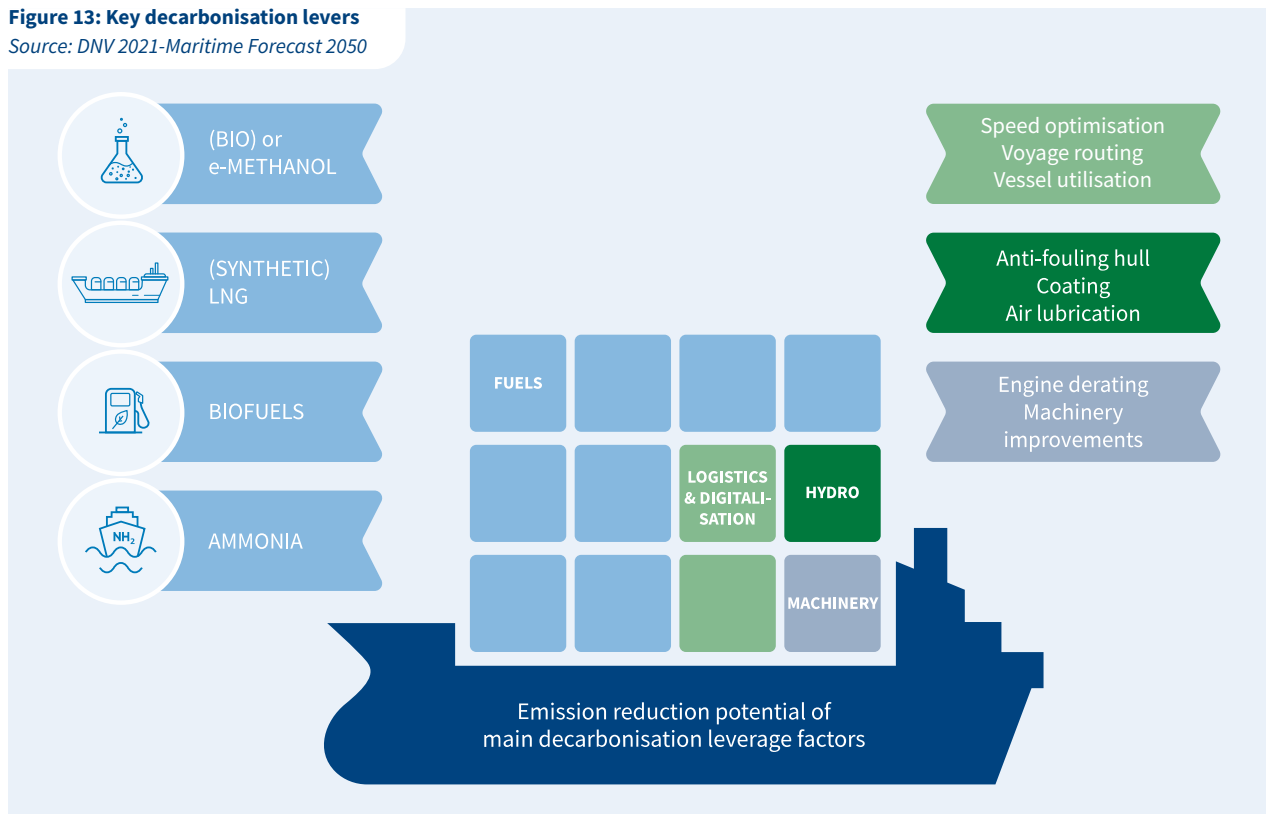 Figure 13: Key decarbonisation levers
Source: DNV 2021-Maritime Forecast 2050
(BIO) or
e-METHANOL
(SYNTHETIC)
LNG
BIOFUELS
NH₂
AMMONIA
Speed optimisation
Voyage routing
Vessel utilisation
Anti-fouling hull
Coating
Air lubrication
Engine derating
Machinery
improvements
FUELS
LOGISTICS
& DIGITALI-
SATION
HYDRO
MACHINERY
Emission reduction potential of
main decarbonisation leverage factors